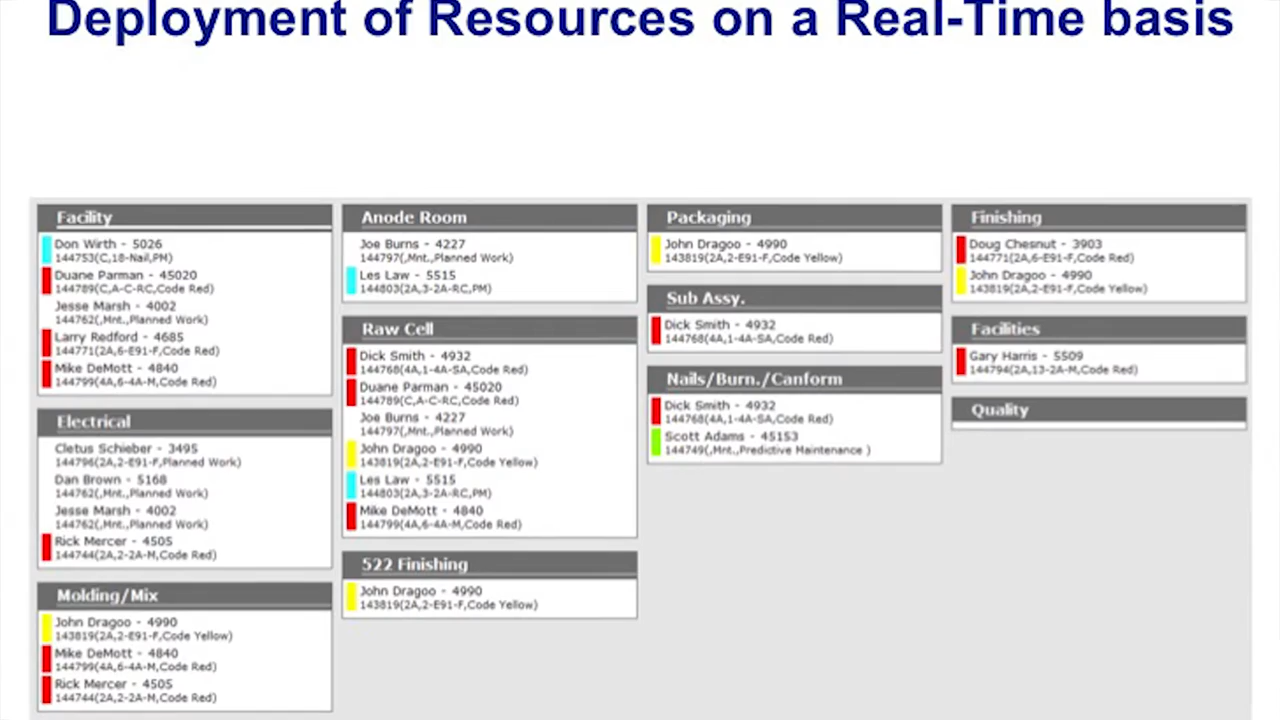 Deployment of Resources on a Real-Time basis
Facility
Don Wirth - 5026
144753(C,18-Nail,PM)
Duane Parman - 45020
144789(C,A-C-RC,Code Red)
Jesse Marsh - 4002
144762(,Mnt.,Planned Work)
Larry Redford - 4685
144771(2A,6-E91-F,Code Red)
Mike DeMott - 4840
144799(4A,6-4A-M,Code Red)
Electrical
Cletus Schieber - 3495
144796(2A,2-E91-F,Planned Work)
Dan Brown - 5168
144762(,Mnt.,Planned Work)
Jesse Marsh - 4002
144762(,Mnt.,Planned Work)
Rick Mercer - 4505
144744(2A,2-2A-M,Code Red)
Molding/Mix
John Dragoo - 4990
143819(2A,2-E91-F,Code Yellow)
Mike DeMott - 4840
144799(4A,6-4A-M,Code Red)
Rick Mercer - 4505
144744(2A,2-2A-M,Code Red)
Anode Room
Joe Burns - 4227
144797(,Mnt.,Planned Work)
Les Law - 5515
144803(2A,3-2A-RC,PM)
Raw Cell
Dick Smith - 4932
144768(4A,1-4A-SA,Code Red)
Duane Parman - 45020
144789(C,A-C-RC,Code Red)
Joe Burns - 4227
144797(,Mnt.,Planned Work)
John Dragoo - 4990
143819(2A,2-E91-F,Code Yellow)
Les Law - 5515
144803(2A,3-2A-RC,PM)
Mike DeMott - 4840
144799(4A,6-4A-M,Code Red)
522 Finishing
John Dragoo - 4990
143819(2A,2-E91-F,Code Yellow)
Packaging
John Dragoo - 4990
143819(2A,2-E91-F,Code Yellow)
Sub Assy.
Dick Smith - 4932
144768(4A,1-4A-SA,Code Red)
Nails/Burn./Canform
Dick Smith - 4932
144768(4A,1-4A-SA,Code Red)
Scott Adams - 45153
144749(,Mnt.,Predictive Maintenance )
Finishing
Doug Chesnut - 3903
144771(2A,6-E91-F,Code Red)
John Dragoo - 4990
143819(2A,2-E91-F,Code Yellow)
Facilities
Gary Harris - 5509
144794(2A,13-2A-M,Code Red)
Quality